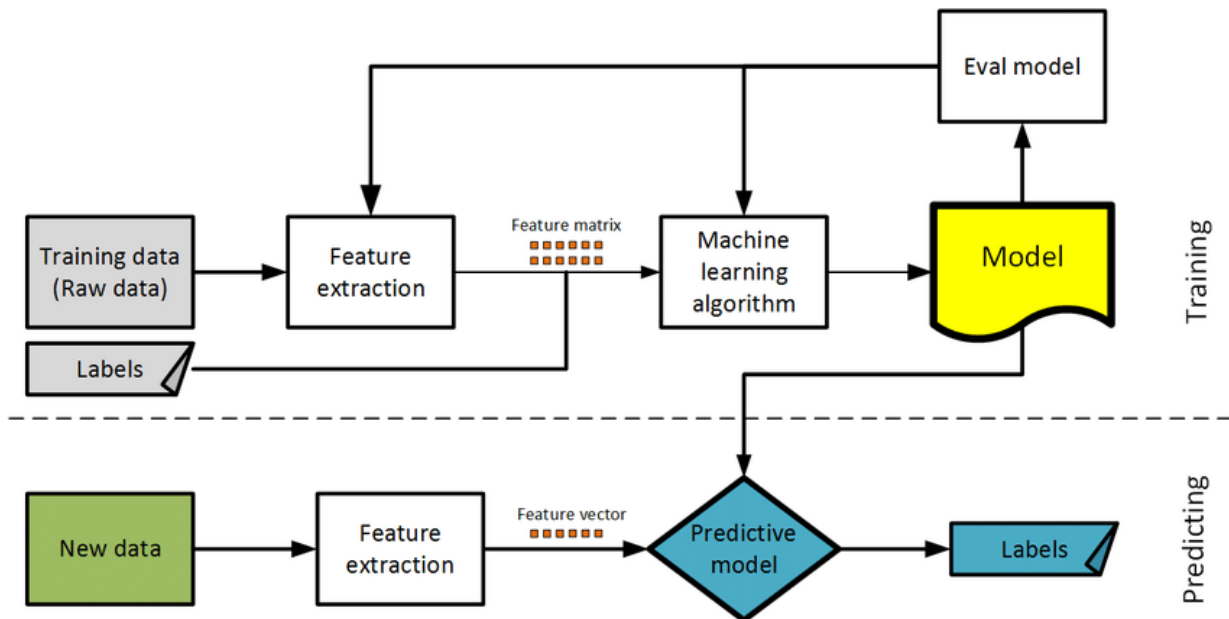 Eval model
Training data
(Raw data)
Feature
extraction
Feature matrix
Machine
learning
algorithm
Model
Training
Labels
New data
Feature
extraction
Feature vector
Predictive
model
Labels
Predicting